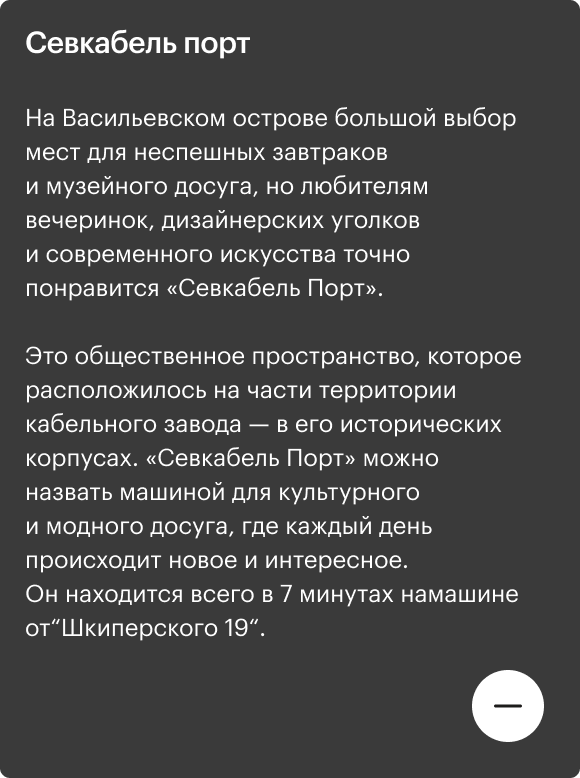 Севкабель порт
На Васильевском острове большой выбор
мест для неспешных завтраков
и музейного досуга, но любителям
вечеринок, дизайнерских уголков
и современного искусства точно
понравится «Севкабель Порт».
Это общественное пространство, которое
расположилось на части территории
кабельного завода — в его исторических
корпусах. «Севкабель Порт» можно
назвать машиной для культурного
и модного досуга, где каждый день
происходит новое и интересное.
Он находится всего в 7 минутах намашине
от“Шкиперского 19“.